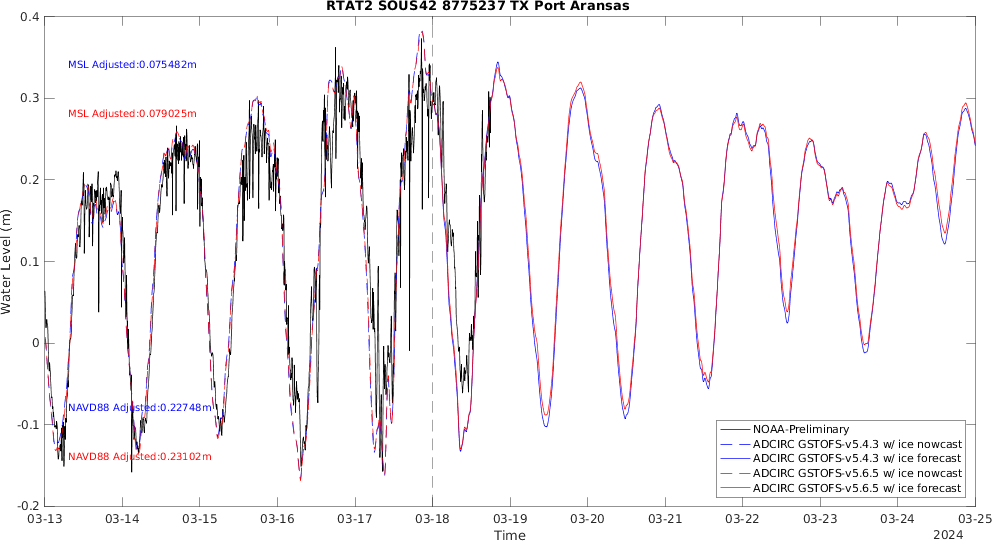 RTAT2 SOUS42 8775237 TX Port Aransas
0.4
0.3
0.2
0.1
0
-0.1
-0.2
Water Level (m)
MSL Adjusted:0.075482m
MSL Adjusted:0.079025m
NAVD88 Adjusted:0.22748m
NAVD88 Adjusted:0.23102m
NOAA-Preliminary
ADCIRC GSTOFS-v5.4.3 w/ ice nowcast
ADCIRC GSTOFS-v5.4.3 w/ ice forecast
ADCIRC GSTOFS-v5.6.5 w/ ice nowcast
ADCIRC GSTOFS-v5.6.5 w/ ice forecast
03-13 03-14 03-15 03-16 03-17 03-18 03-19 03-20 03-21 03-22 03-23 03-24 03-25
Time
2024